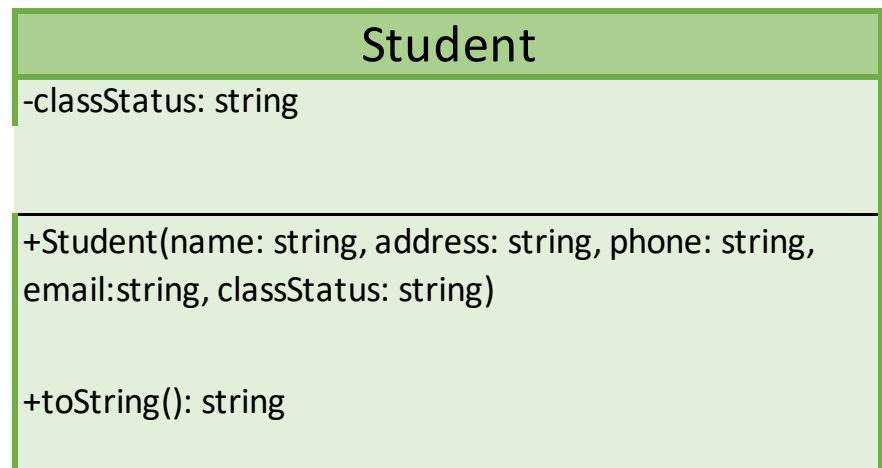 Student
-classStatus: string
+Student(name: string, address: string, phone: string,
email:string, classStatus: string)
+toString(): string